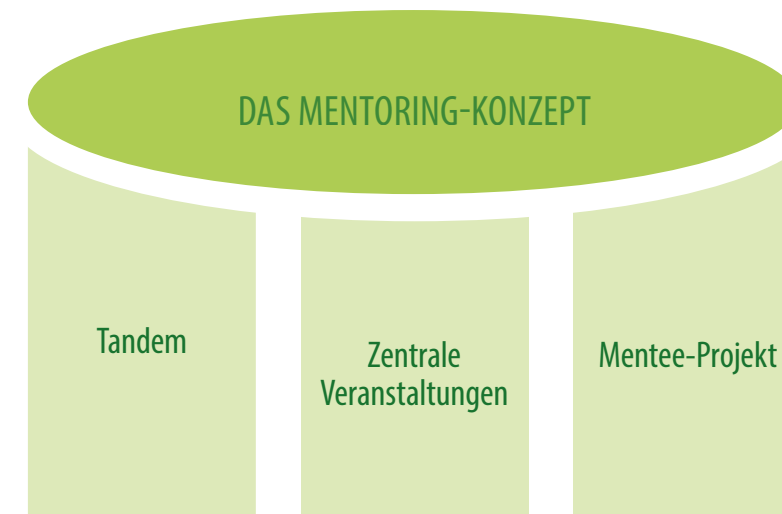 DAS MENTORING-KONZEPT
Tandem
Zentrale
Veranstaltungen
Mentee-Projekt